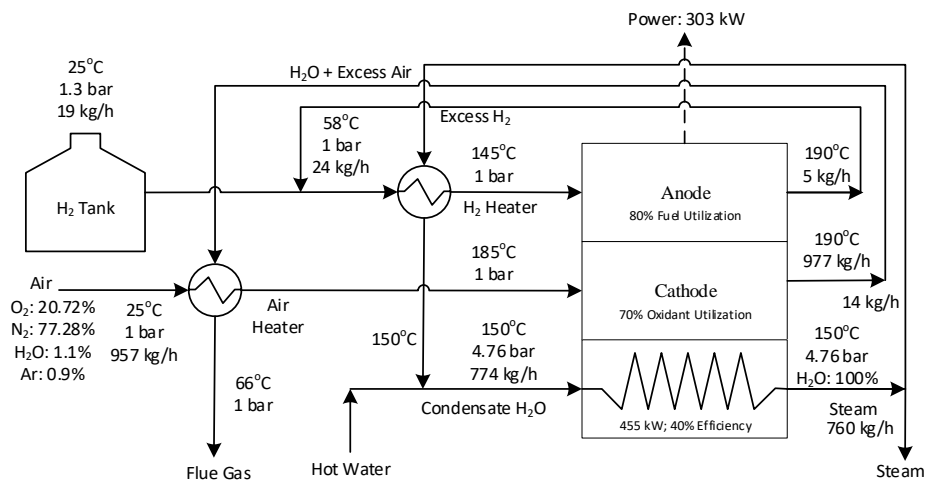 Power: 303 kW
25°C
1.3 bar
19 kg/h
H₂O + Excess Air
Excess H₂
58°C
1 bar
24 kg/h
145°C
1 bar
190°C
5 kg/h
H₂ Tank
H₂ Heater
Anode
80% Fuel Utilization
185°C
1 bar
190°C
977 kg/h
Air
O₂: 20.72%
N₂: 77.28%
H₂O: 1.1%
Ar: 0.9%
25°C
1 bar
957 kg/h
Air
Heater
Cathode
70% Oxidant Utilization
14 kg/h
150°C
150°C
4.76 bar
774 kg/h
150°C
4.76 bar
H₂O: 100%
66°C
1 bar
Condensate H₂O
455 kW; 40% Efficiency
Steam
760 kg/h
Flue Gas
Hot Water
Steam